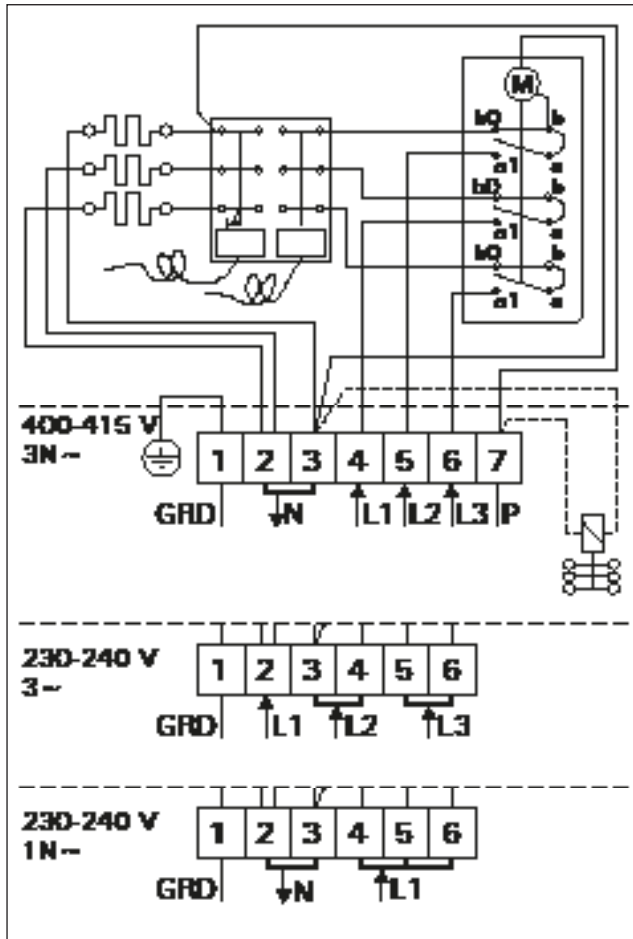 M
b0 b
a1 a
b0 b
a1 a
b0 b
a1 a
400-415 V
3N~
1 2 3 4 5 6 7
GRD N L1 L2 L3 P
230-240 V
3~
1 2 3 4 5 6
GRD L1 L2 L3
230-240 V
1N~
1 2 3 4 5 6
GRD N L1